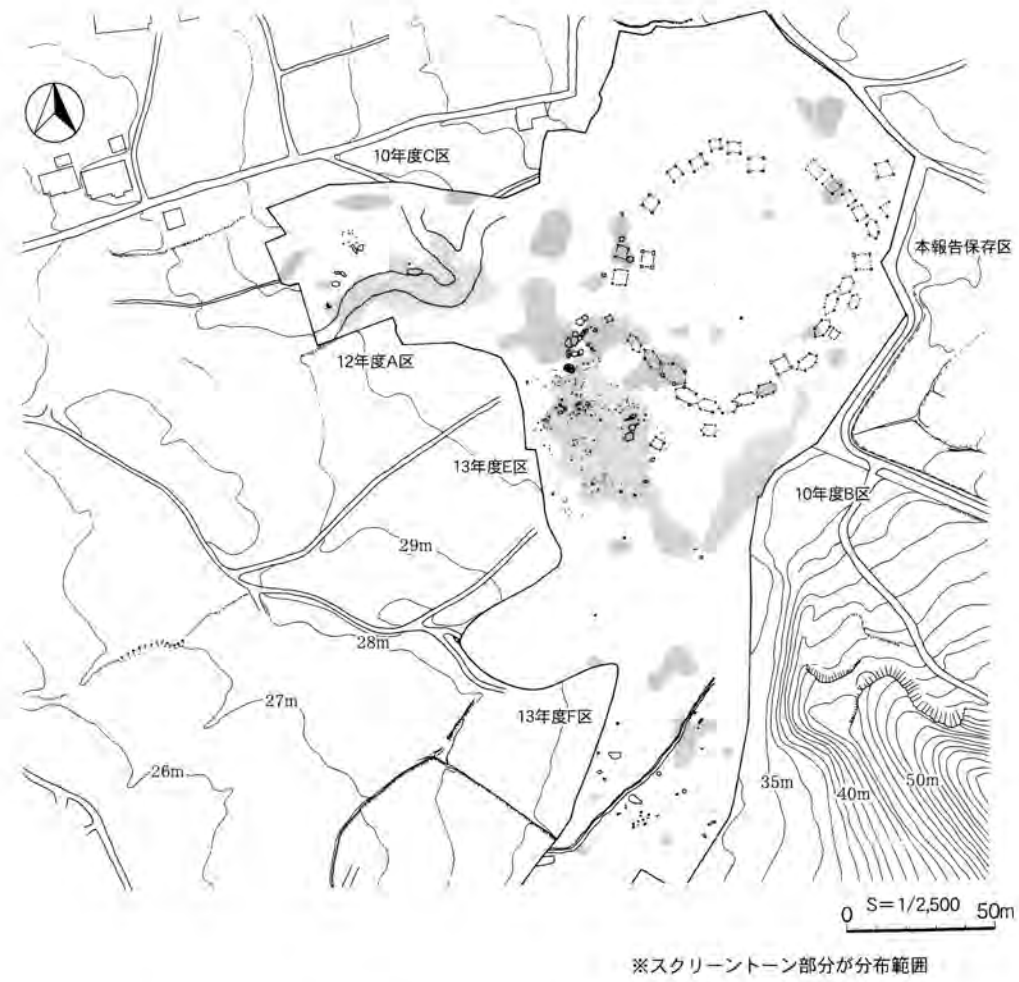 10年度C区
本報告保存区
12年度A区
13年度E区
10年度B区
29m
28m
27m
13年度F区
26m
35m
40m
50m
0 S=1/2,500 50m
※スクリーントーン部分が分布範囲